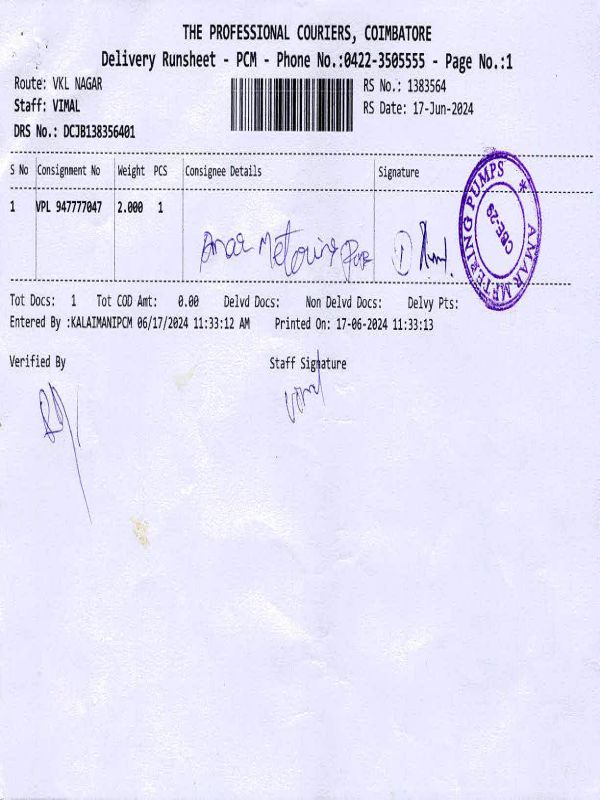 THE PROFESSIONAL COURIERS, COIMBATORE
Delivery Runsheet - PCM - Phone No.:0422-3505555 - Page No.:1
Route: VKL NAGAR
RS No.: 1383564
Staff: VIMAL
RS Date: 17-Jun-2024
DRS No.: DCJB138356401
S No Consignment No Weight PCS Consignee Details Signature
1 VPL 947777047 2.000 1
Amar Metering
AMAR METERING PUMPS
CBE-29
Tot Docs: 1 Tot COD Amt: 0.00 Delvd Docs: Non Delvd Docs: Delvy Pts:
Entered By :KALAIMANIPCM 06/17/2024 11:33:12 AM Printed On: 17-06-2024 11:33:13
Verified By Staff Signature